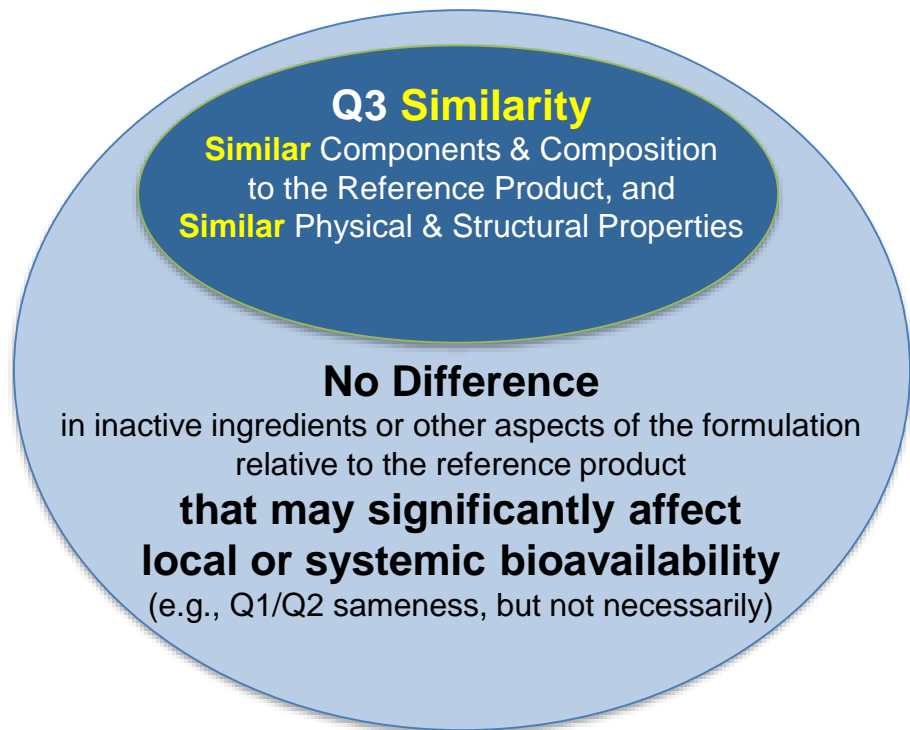 Q3 Similarity
Similar Components & Composition
to the Reference Product, and
Similar Physical & Structural Properties
No Difference
in inactive ingredients or other aspects of the formulation
relative to the reference product
that may significantly affect
local or systemic bioavailability
(e.g., Q1/Q2 sameness, but not necessarily)